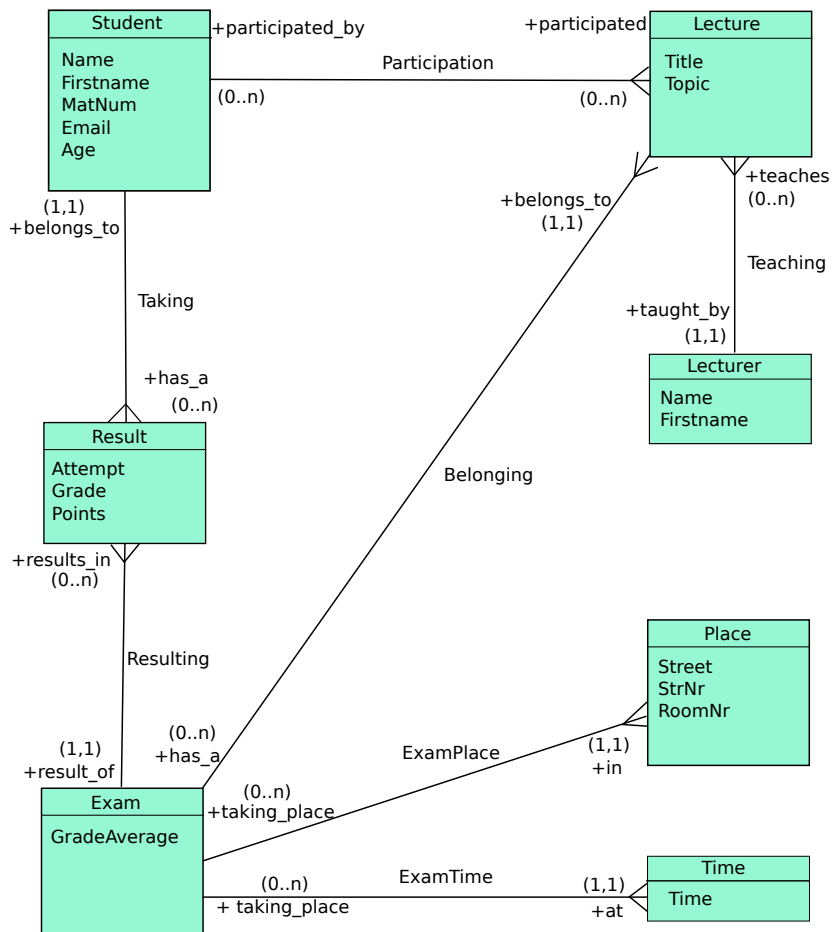 Student
Name
Firstname
MatNum
Email
Age
+participated_by
Participation
(0..n)
+participated
(0..n)
Lecture
Title
Topic
(1,1)
+belongs_to
Taking
+has_a
(0..n)
+belongs_to
(1,1)
+teaches
(0..n)
Teaching
+taught_by
(1,1)
Lecturer
Name
Firstname
Result
Attempt
Grade
Points
Belonging
+results_in
(0..n)
Resulting
(1,1)
+result_of
(0..n)
+has_a
Place
Street
StrNr
RoomNr
ExamPlace
(1,1)
+in
(0..n)
+taking_place
Exam
GradeAverage
(0..n)
+ taking_place
ExamTime
(1,1)
+at
Time
Time